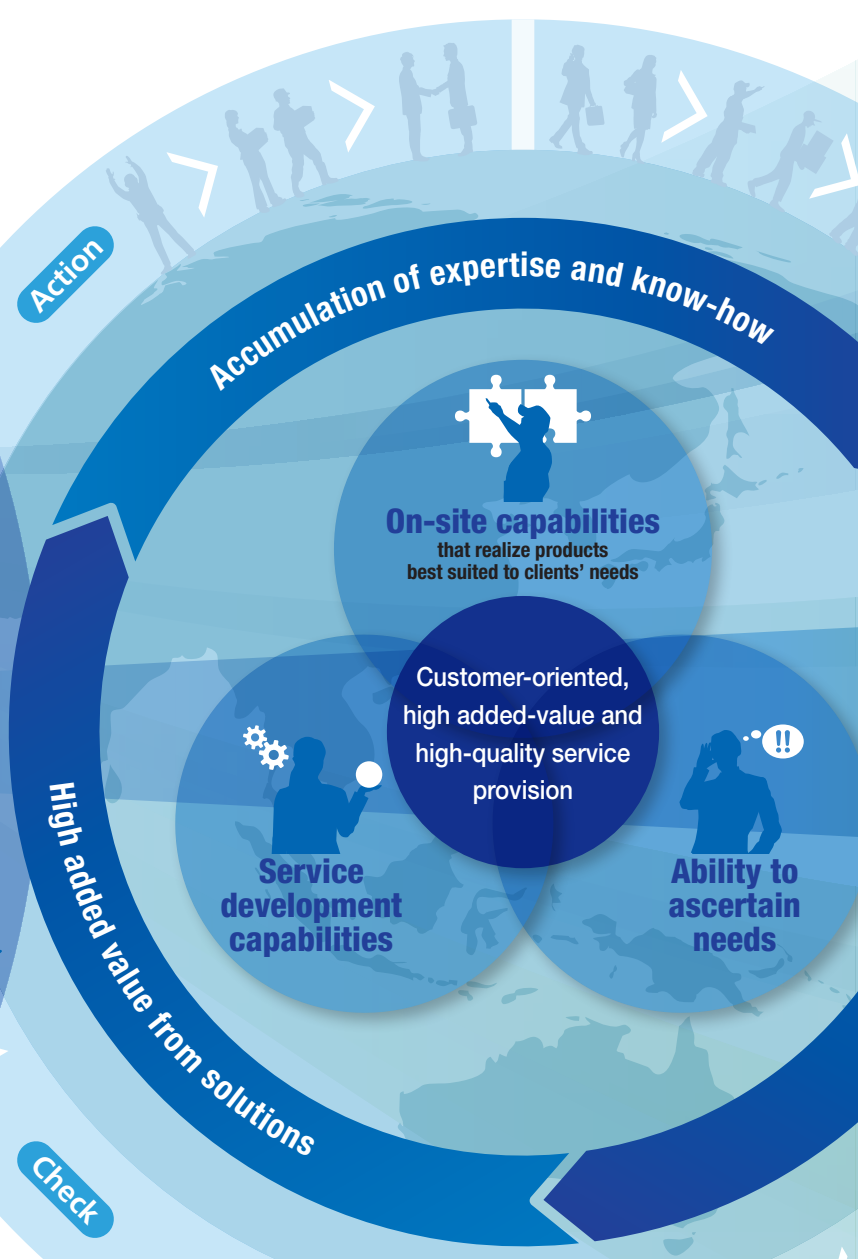 Action
Accumulation of expertise and know-how
On-site capabilities
that realize products
best suited to clients’ needs
Customer-oriented,
high added-value and
high-quality service
provision
!!
Service
development
capabilities
Ability to
ascertain
needs
High added value from solutions
Check